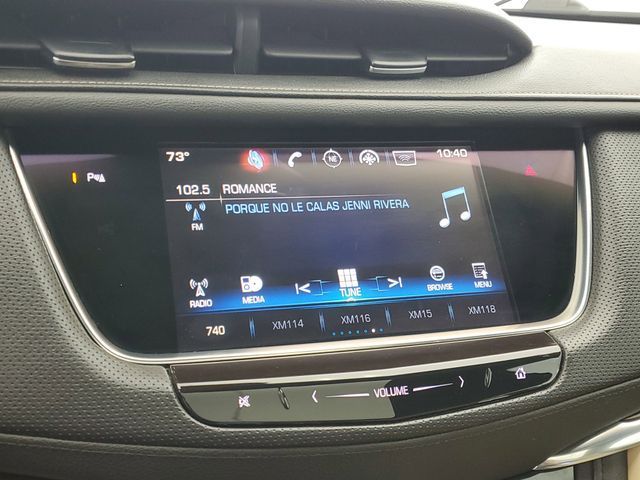 73° NE 10:40
P
102.5 ROMANCE
FM PORQUE NO LE CALAS JENNI RIVERA
RADIO MEDIA TUNE BROWSE MENU
740 XM114 XM116 XM15 XM118
VOLUME